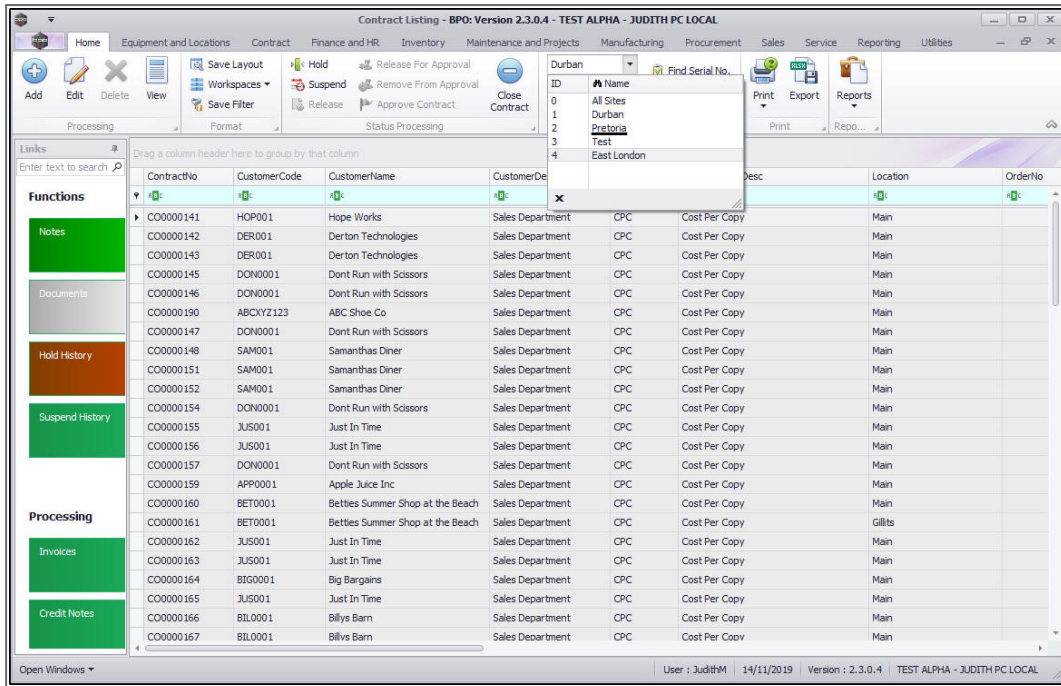 Contract Listing - BPO: Version 2.3.0.4 - TEST ALPHA - JUDITH PC LOCAL
Home Equipment and Locations Contract Finance and HR Inventory Maintenance and Projects Manufacturing Procurement Sales Service Reporting Utilities
Save Layout Hold Release For Approval Durban Find Serial No.
Add Edit Delete View Workspaces Suspend Remove From Approval Close Contract Print Export Reports
Save Filter Release Approve Contract
Processing Format Status Processing Print Repo...
ID Name
0 All Sites
1 Durban
2 Pretoria
3 Test
4 East London
Links
Enter text to search
Drag a column header here to group by that column
Functions
Notes
Documents
Hold History
Suspend History
Processing
Invoices
Credit Notes
ContractNo CustomerCode CustomerName CustomerDe Desc Location OrderNo
CO0000141 HOP001 Hope Works Sales Department CPC Cost Per Copy Main
CO0000142 DER001 Derton Technologies Sales Department CPC Cost Per Copy Main
CO0000143 DER001 Derton Technologies Sales Department CPC Cost Per Copy Main
CO0000145 DON0001 Dont Run with Scissors Sales Department CPC Cost Per Copy Main
CO0000146 DON0001 Dont Run with Scissors Sales Department CPC Cost Per Copy Main
CO0000190 ABCXYZ123 ABC Shoe Co Sales Department CPC Cost Per Copy Main
CO0000147 DON0001 Dont Run with Scissors Sales Department CPC Cost Per Copy Main
CO0000148 SAM001 Samanthas Diner Sales Department CPC Cost Per Copy Main
CO0000151 SAM001 Samanthas Diner Sales Department CPC Cost Per Copy Main
CO0000152 SAM001 Samanthas Diner Sales Department CPC Cost Per Copy Main
CO0000154 DON0001 Dont Run with Scissors Sales Department CPC Cost Per Copy Main
CO0000155 JUS001 Just In Time Sales Department CPC Cost Per Copy Main
CO0000156 JUS001 Just In Time Sales Department CPC Cost Per Copy Main
CO0000157 DON0001 Dont Run with Scissors Sales Department CPC Cost Per Copy Main
CO0000159 APP0001 Apple Juice Inc Sales Department CPC Cost Per Copy Main
CO0000160 BET0001 Betties Summer Shop at the Beach Sales Department CPC Cost Per Copy Main
CO0000161 BET0001 Betties Summer Shop at the Beach Sales Department CPC Cost Per Copy Gillits
CO0000162 JUS001 Just In Time Sales Department CPC Cost Per Copy Main
CO0000163 JUS001 Just In Time Sales Department CPC Cost Per Copy Main
CO0000164 BIG0001 Big Bargains Sales Department CPC Cost Per Copy Main
CO0000165 JUS001 Just In Time Sales Department CPC Cost Per Copy Main
CO0000166 BIL0001 Billys Barn Sales Department CPC Cost Per Copy Main
CO0000167 BIL0001 Billys Barn Sales Department CPC Cost Per Copy Main
Open Windows User : JudithM 14/11/2019 Version : 2.3.0.4 TEST ALPHA - JUDITH PC LOCAL